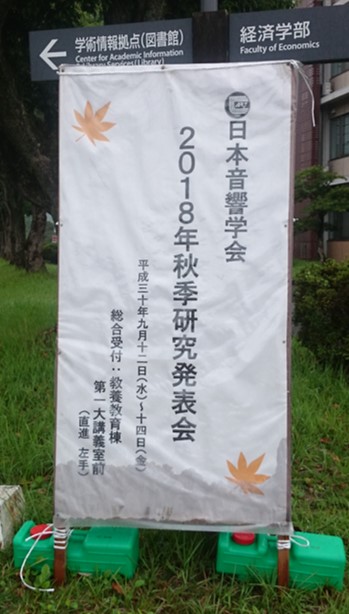 学術情報拠点(図書館)
Center for Academic Information
Library Services(Library)
経済学部
Faculty of Economics
日本音響学会
2018年秋季研究発表会
平成三十年九月十二日(水)〜十四日(金)
総合受付:教養教育棟
第一大講義室前
(直進 左手)